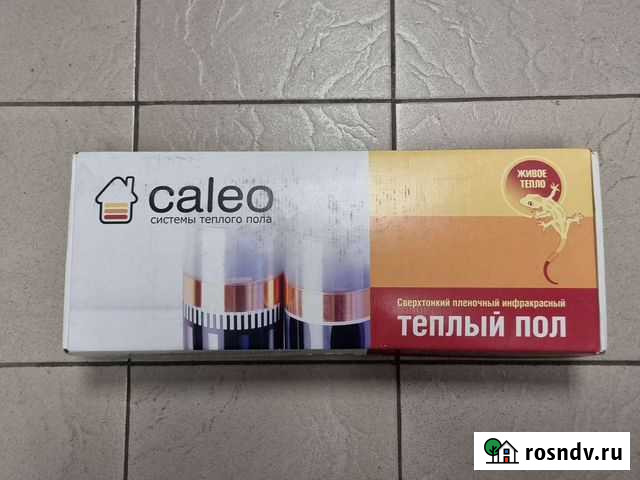 caleo
системы теплого пола
ЖИВОЕ
ТЕПЛО
Сверхтонкий пленочный инфракрасный
ТЕПЛЫЙ ПОЛ
rosndv.ru